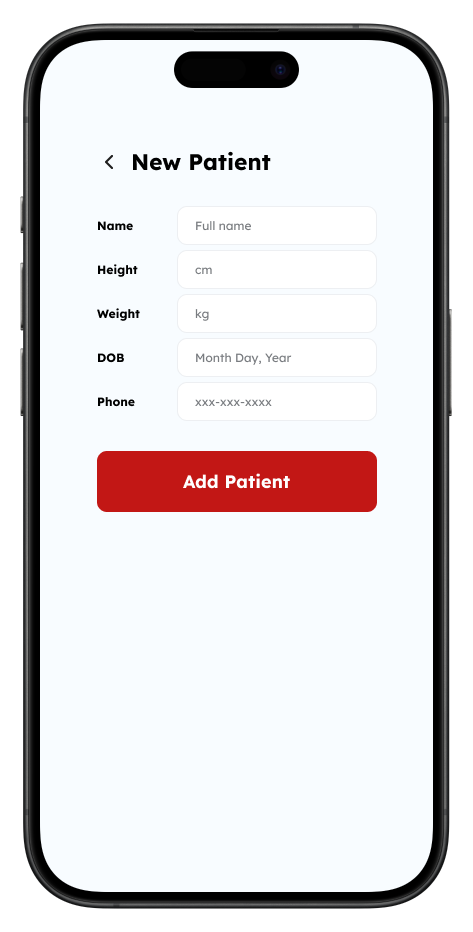 New Patient
Name Full name
Height cm
Weight kg
DOB Month Day, Year
Phone xxx-xxx-xxxx
Add Patient